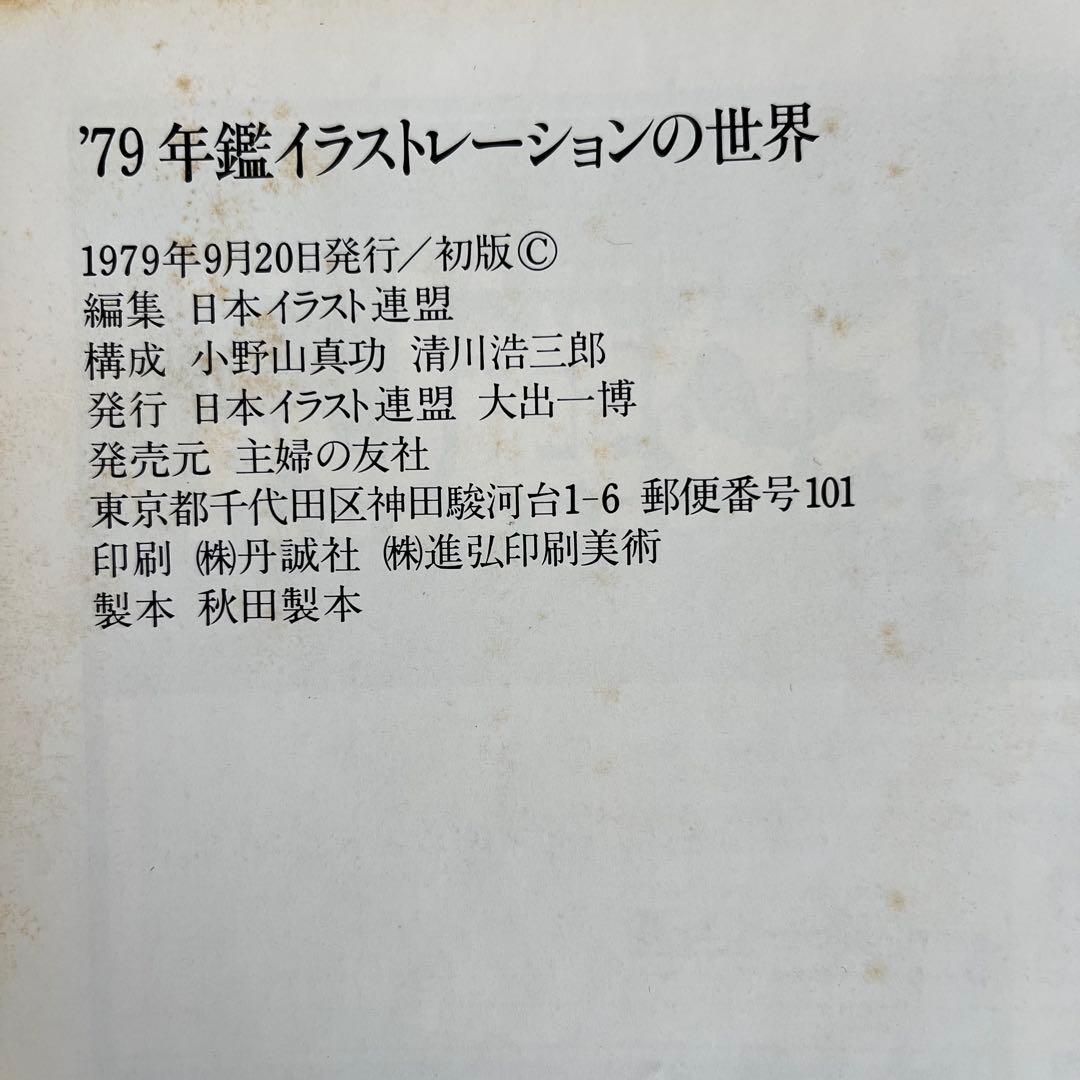 '79年鑑イラストレーションの世界
1979年9月20日発行／初版©
編集 日本イラスト連盟
構成 小野山真功 清川浩三郎
発行 日本イラスト連盟 大出一博
発売元 主婦の友社
東京都千代田区神田駿河台1-6 郵便番号101
印刷 ㈱丹誠社 ㈱進弘印刷美術
製本 秋田製本